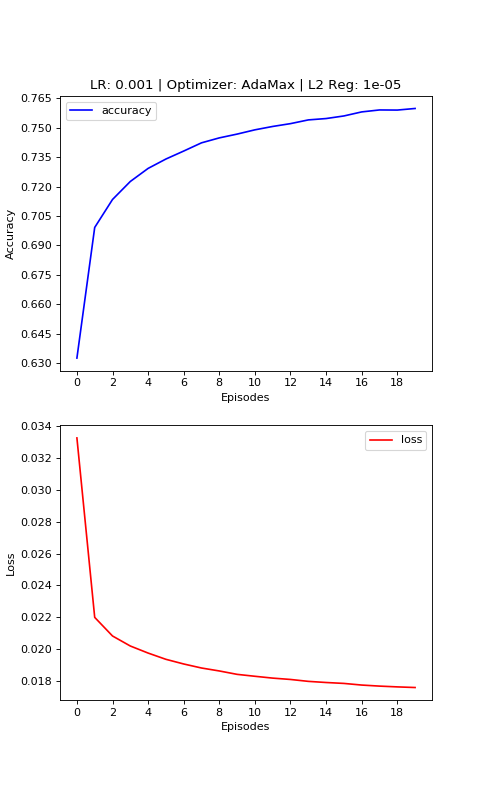 LR: 0.001 | Optimizer: AdaMax | L2 Reg: 1e-05
accuracy
0.765
0.750
0.735
0.720
0.705
0.690
0.675
0.660
0.645
0.630
Accuracy
0 2 4 6 8 10 12 14 16 18
Episodes
loss
0.034
0.032
0.030
0.028
0.026
0.024
0.022
0.020
0.018
Loss
0 2 4 6 8 10 12 14 16 18
Episodes